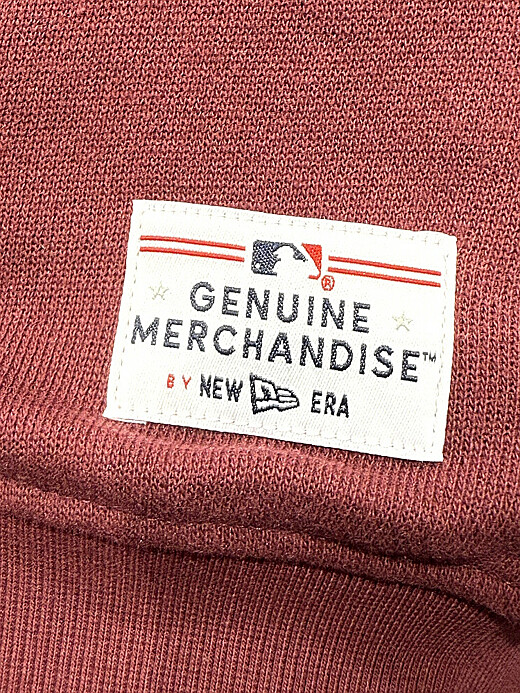 ®
GENUINE
MERCHANDISE™
BY NEW ERA